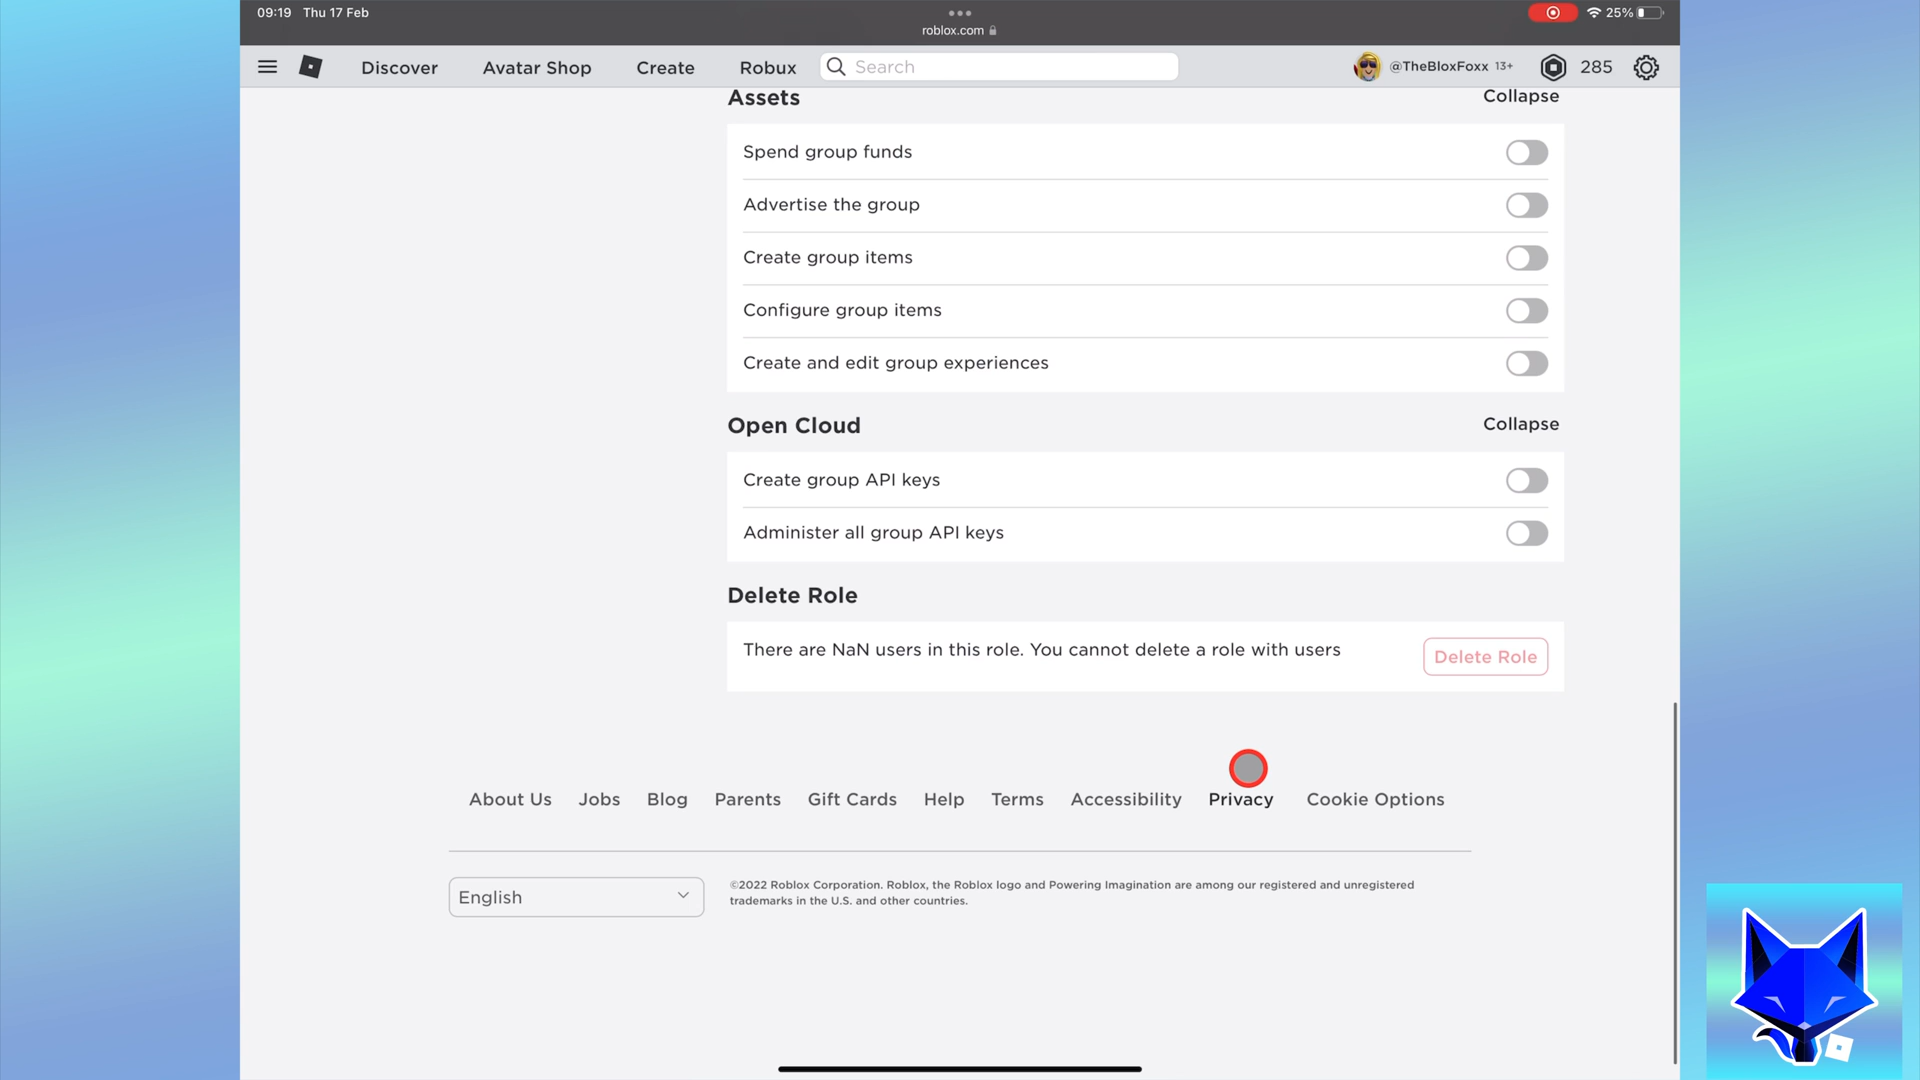 09:19 Thu 17 Feb
roblox.com
25%
Discover Avatar Shop Create Robux Search @TheBloxFoxx 13+ 285
Assets Collapse
Spend group funds
Advertise the group
Create group items
Configure group items
Create and edit group experiences
Open Cloud Collapse
Create group API keys
Administer all group API keys
Delete Role
There are NaN users in this role. You cannot delete a role with users Delete Role
About Us Jobs Blog Parents Gift Cards Help Terms Accessibility Privacy Cookie Options
English
©2022 Roblox Corporation. Roblox, the Roblox logo and Powering Imagination are among our registered and unregistered
trademarks in the U.S. and other countries.